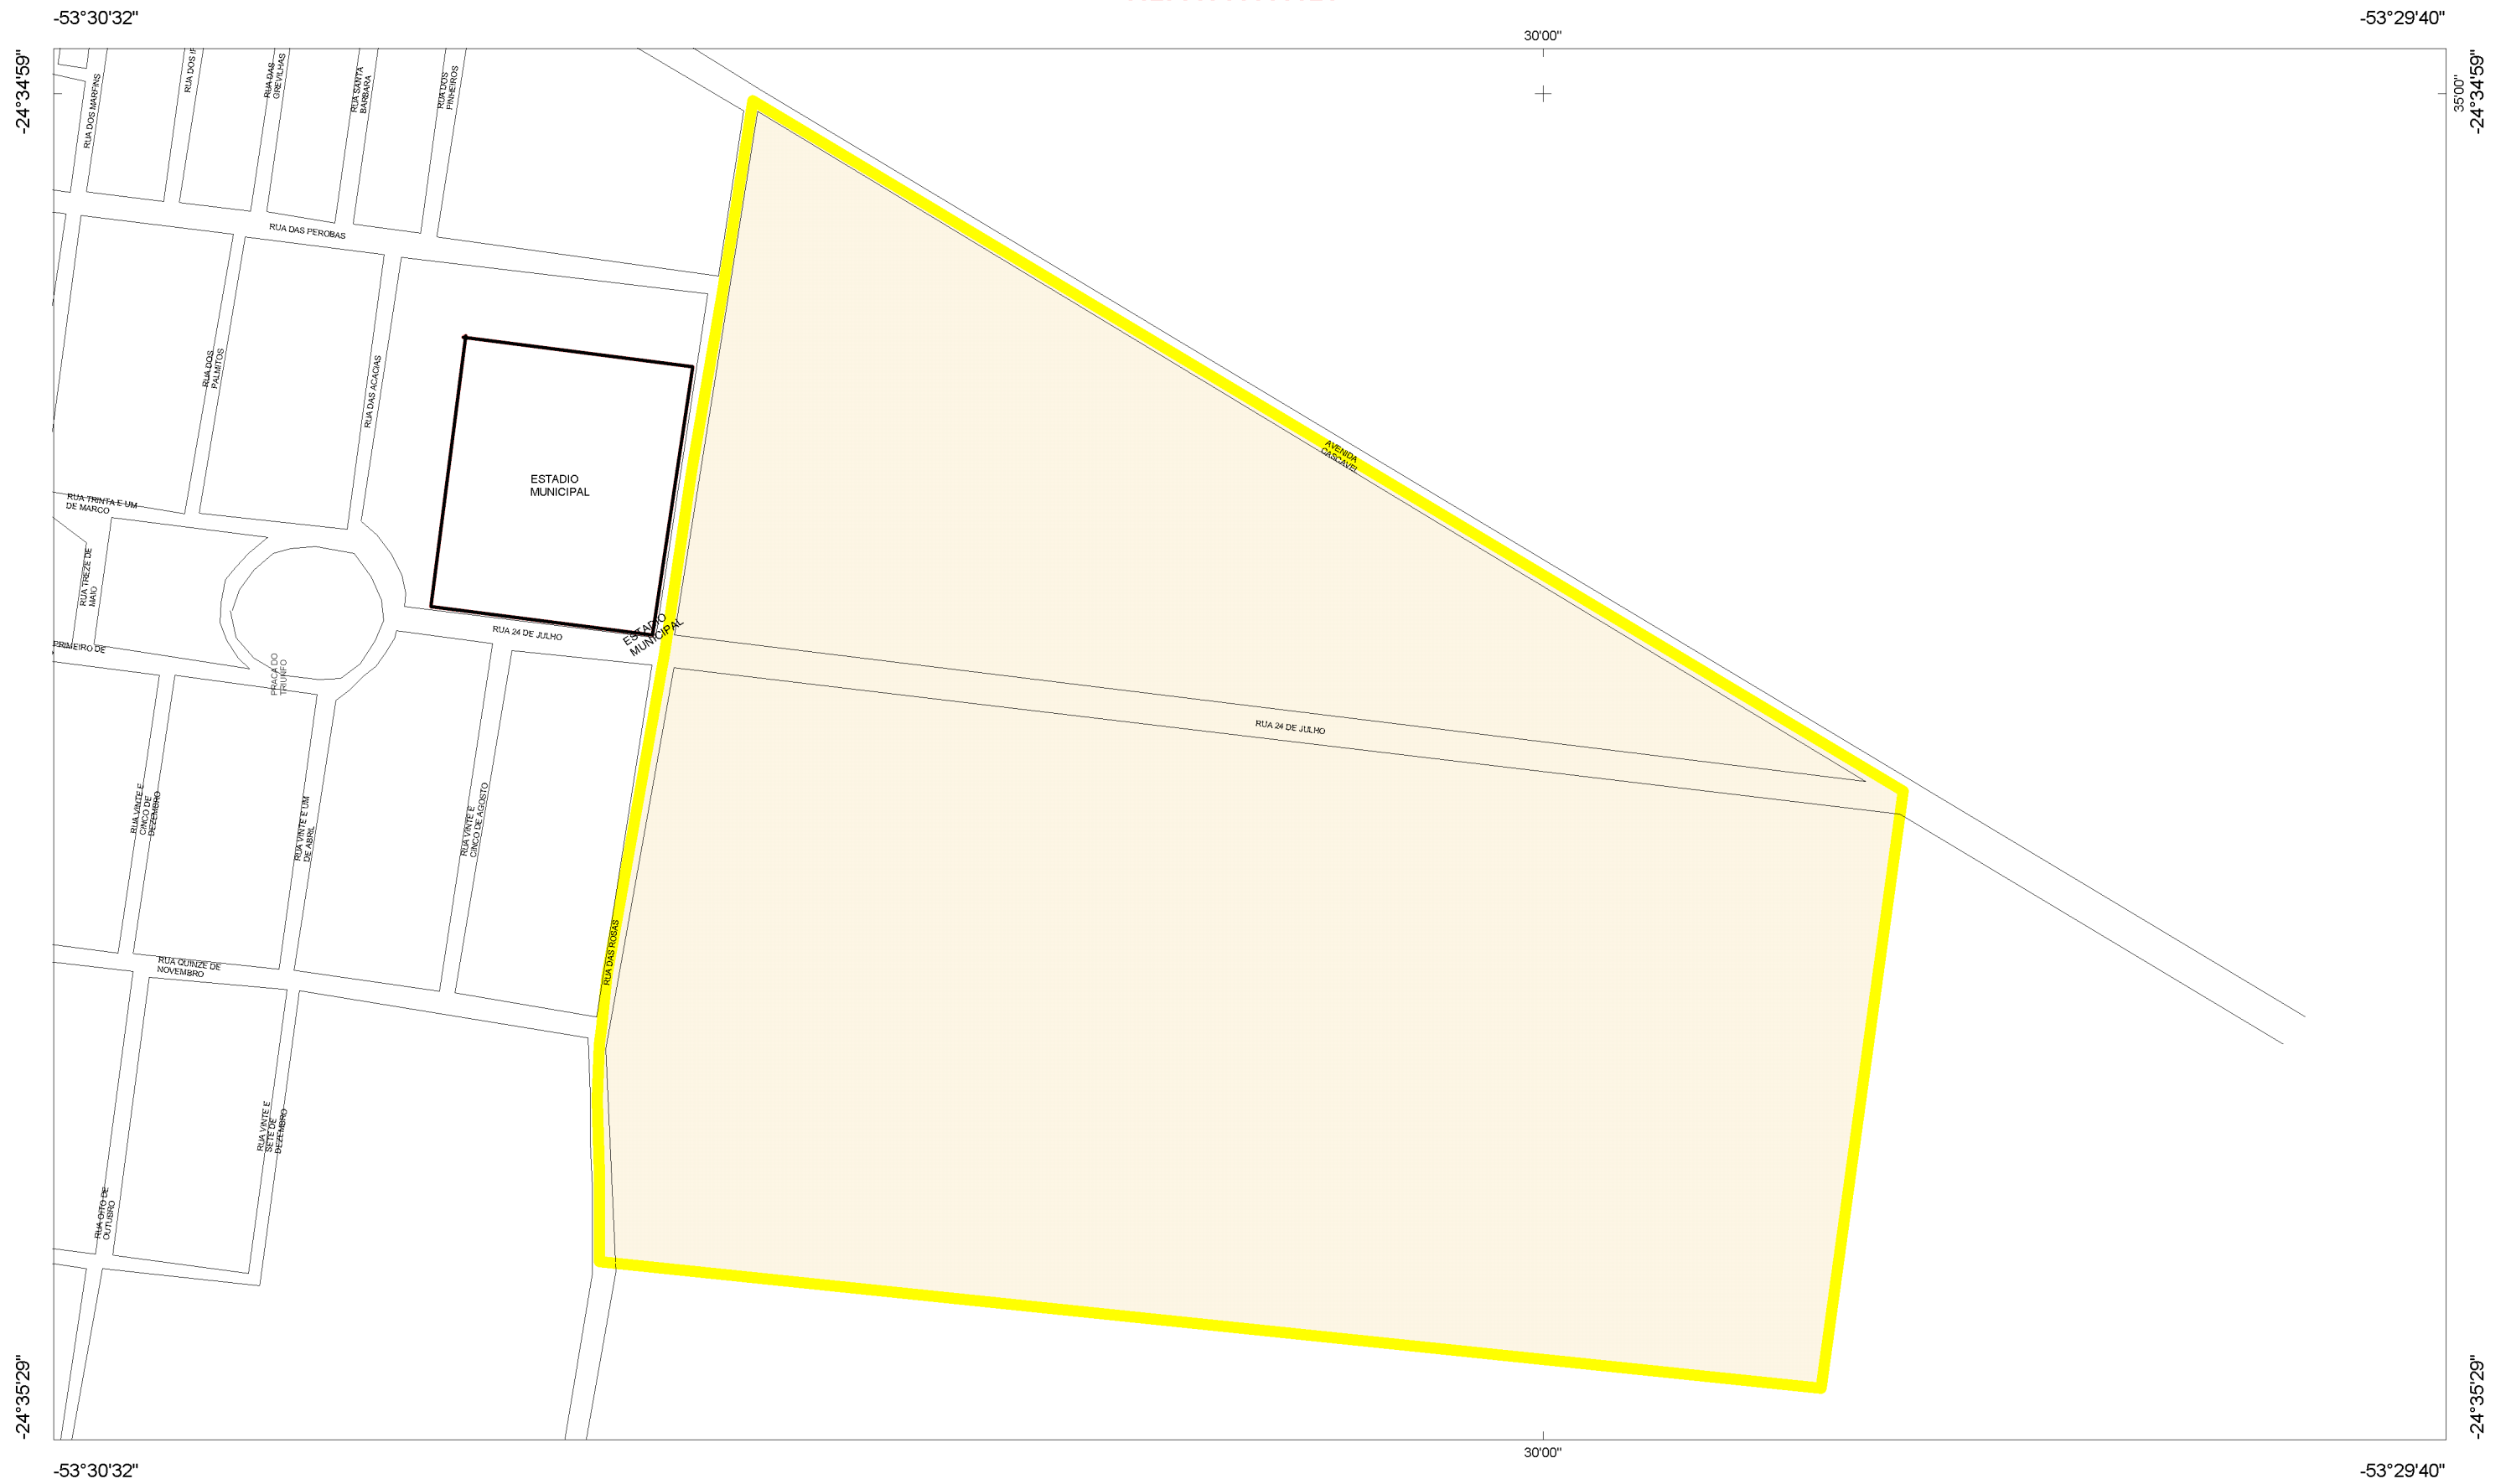 -53°30'32"
-53°29'40"
30'00"
-24°34'59"
-24°34'59"
35'00"
RUA DOS MARFINS
RUA DOS
RUA DAS
GREVILHAS
RUA SANTA
BARBARA
RUA DOS
PINHEIROS
RUA DAS PEROBAS
RUA DOS
PALMITOS
RUA DAS ACACIAS
AVENIDA
CASCAVEL
ESTADIO
MUNICIPAL
RUA TRINTA E UM
DE MARCO
RUA TREZE DE
MAIO
RUA 24 DE JULHO
ESTADIO
MUNICIPAL
PRIMEIRO DE
PRACA DO
TRIUNFO
RUA 24 DE JULHO
RUA VINTE E
CINCO DE
DEZEMBRO
RUA VINTE E UM
DE ABRIL
RUA VINTE E
CINCO DE AGOSTO
RUA DAS ROSAS
RUA QUINZE DE
NOVEMBRO
RUA VINTE E
SETE DE
DEZEMBRO
RUA OITO DE
OUTUBRO
-24°35'29"
-24°35'29"
30'00"
-53°30'32"
-53°29'40"